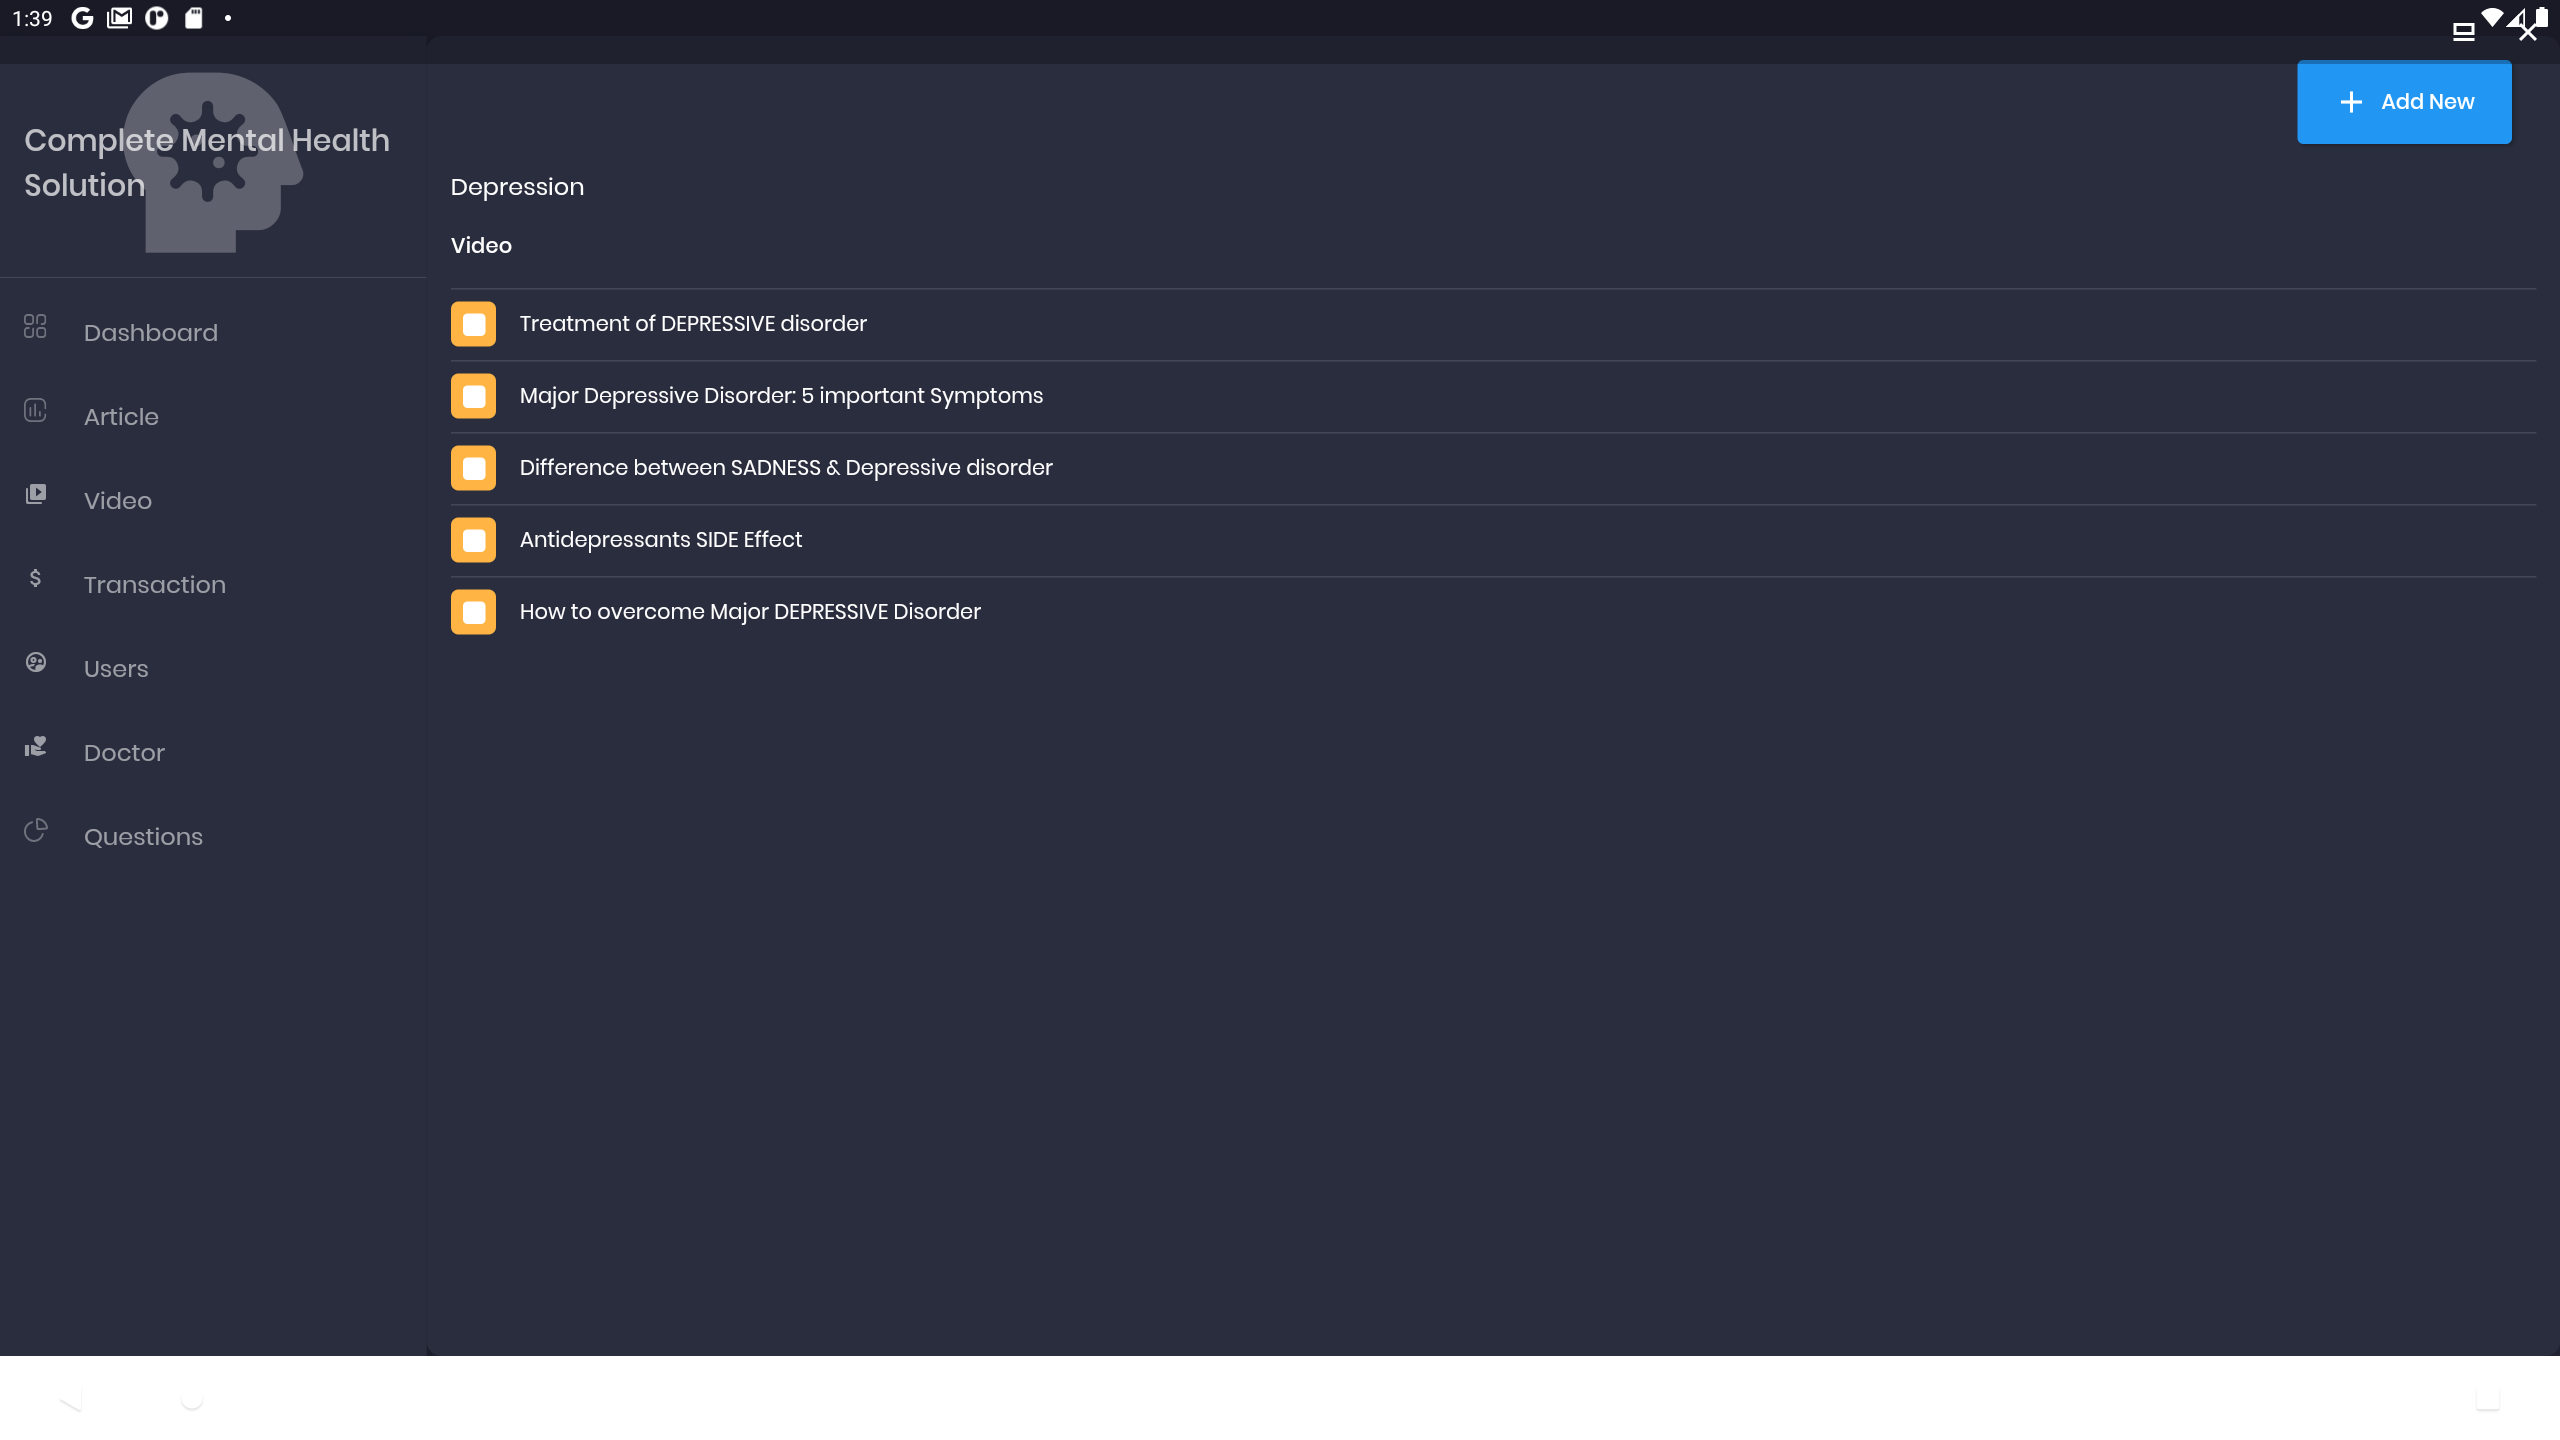 1:39
Complete Mental Health
Solution
Dashboard
Article
Video
Transaction
Users
Doctor
Questions
Add New
Depression
Video
Treatment of DEPRESSIVE disorder
Major Depressive Disorder: 5 important Symptoms
Difference between SADNESS & Depressive disorder
Antidepressants SIDE Effect
How to overcome Major DEPRESSIVE Disorder